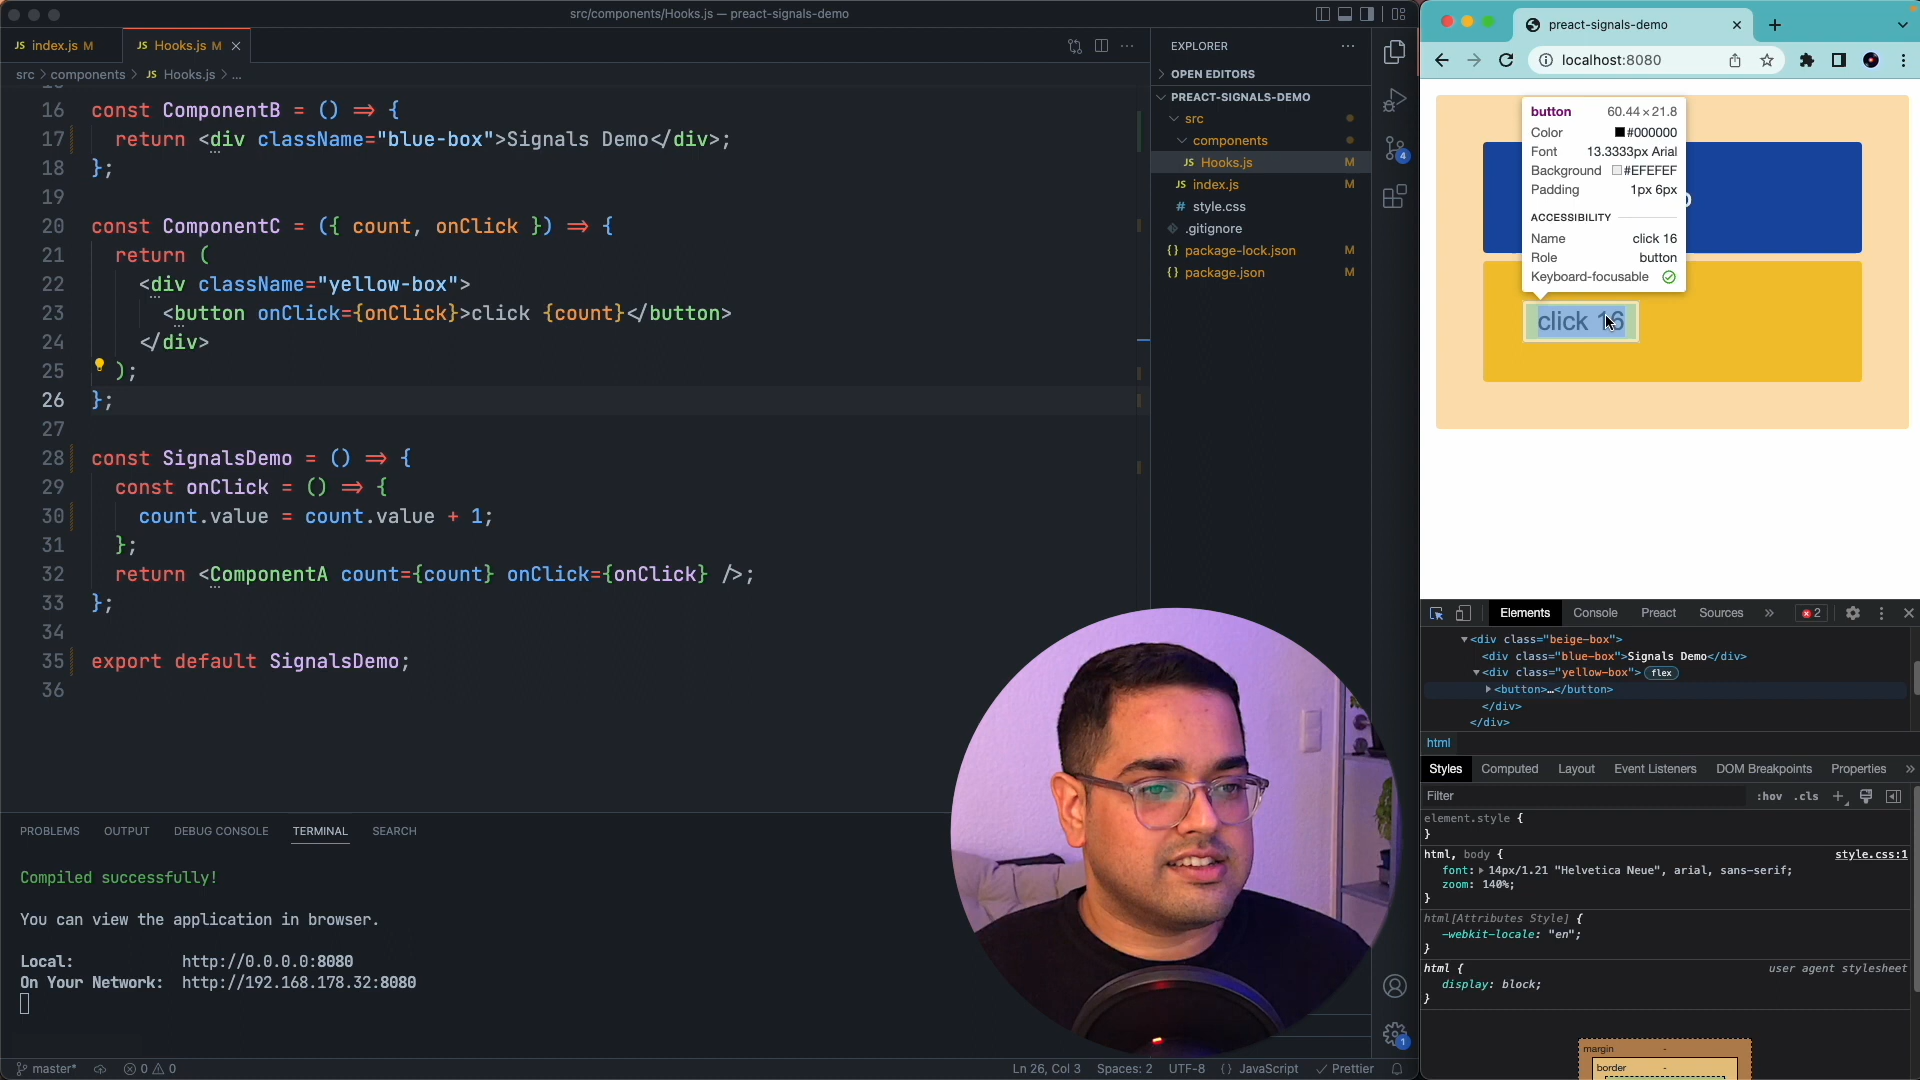 src/components/Hooks.js — preact-signals-demo
JS index.js M
JS Hooks.js M
src > components > JS Hooks.js > ...
16 const ComponentB = () => {
17 return <div className="blue-box">Signals Demo</div>;
18 };
19
20 const ComponentC = ({ count, onClick }) => {
21 return (
22 <div className="yellow-box">
23 <button onClick={onClick}>click {count}</button>
24 </div>
25 );
26 };
27
28 const SignalsDemo = () => {
29 const onClick = () => {
30 count.value = count.value + 1;
31 };
32 return <ComponentA count={count} onClick={onClick} />;
33 };
34
35 export default SignalsDemo;
36
PROBLEMS OUTPUT DEBUG CONSOLE TERMINAL SEARCH
Compiled successfully!
You can view the application in browser.
Local: http://0.0.0.0:8080
On Your Network: http://192.168.178.32:8080
master* 0 0
Ln 26, Col 3 Spaces: 2 UTF-8 { } JavaScript Prettier
EXPLORER
OPEN EDITORS
PREACT-SIGNALS-DEMO
src
components
JS Hooks.js M
JS index.js M
# style.css
.gitignore
{} package-lock.json M
{} package.json M
4
1
preact-signals-demo
localhost:8080
button 60.44 × 21.8
Color #000000
Font 13.3333px Arial
Background #EFEFEF
Padding 1px 6px
ACCESSIBILITY
Name click 16
Role button
Keyboard-focusable
click 16
Elements Console Preact Sources » 2
<div class="beige-box">
<div class="blue-box">Signals Demo</div>
<div class="yellow-box"> flex
<button>…</button>
</div>
</div>
html
Styles Computed Layout Event Listeners DOM Breakpoints Properties »
Filter :hov .cls +
element.style {
}
html, body { style.css:1
font: 14px/1.21 "Helvetica Neue", arial, sans-serif;
zoom: 140%;
}
html[Attributes Style] {
-webkit-locale: "en";
}
html { user agent stylesheet
display: block;
}
margin -
border -